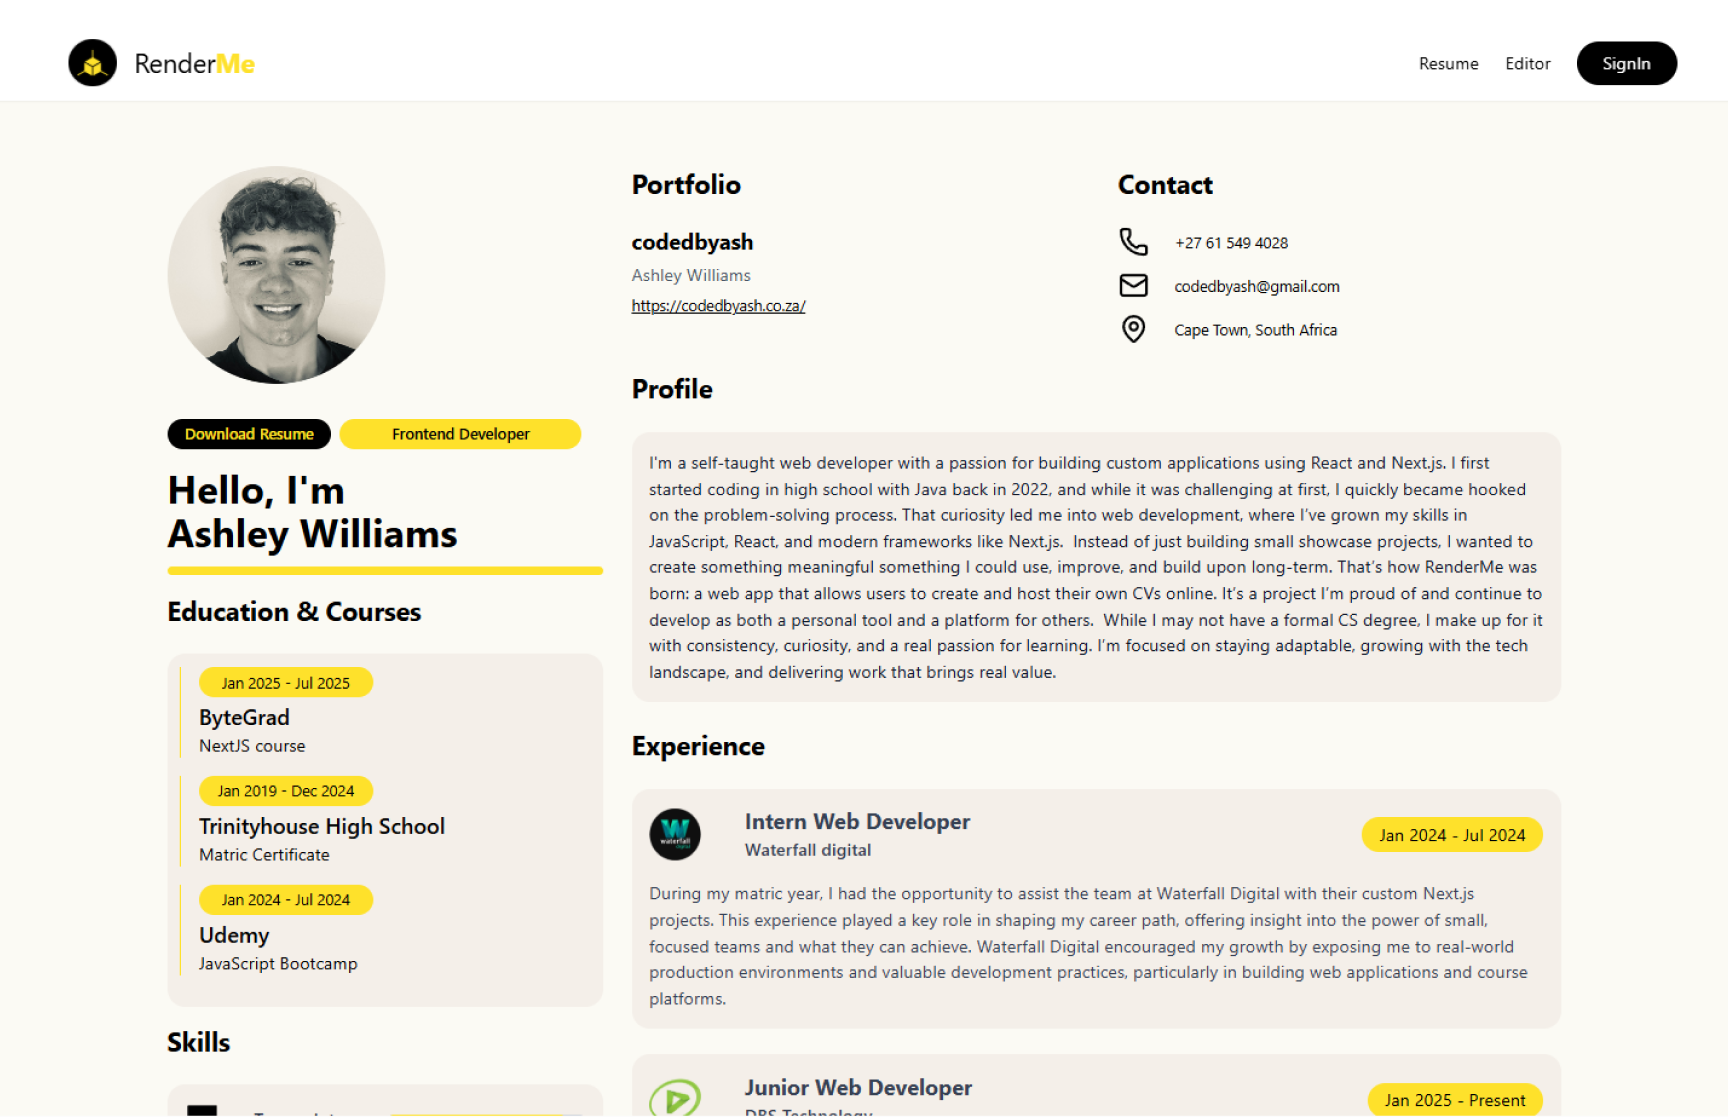 RenderMe
Resume
Editor
SignIn
Download Resume
Frontend Developer
Hello, I'm
Ashley Williams
Education & Courses
Jan 2025 - Jul 2025
ByteGrad
NextJS course
Jan 2019 - Dec 2024
Trinityhouse High School
Matric Certificate
Jan 2024 - Jul 2024
Udemy
JavaScript Bootcamp
Skills
Portfolio
codedbyash
Ashley Williams
https://codedbyash.co.za/
Contact
+27 61 549 4028
codedbyash@gmail.com
Cape Town, South Africa
Profile
I'm a self-taught web developer with a passion for building custom applications using React and Next.js. I first
started coding in high school with Java back in 2022, and while it was challenging at first, I quickly became hooked
on the problem-solving process. That curiosity led me into web development, where I’ve grown my skills in
JavaScript, React, and modern frameworks like Next.js.  Instead of just building small showcase projects, I wanted to
create something meaningful something I could use, improve, and build upon long-term. That’s how RenderMe was
born: a web app that allows users to create and host their own CVs online. It’s a project I’m proud of and continue to
develop as both a personal tool and a platform for others.  While I may not have a formal CS degree, I make up for it
with consistency, curiosity, and a real passion for learning. I’m focused on staying adaptable, growing with the tech
landscape, and delivering work that brings real value.
Experience
waterfall
digital
Intern Web Developer
Waterfall digital
Jan 2024 - Jul 2024
During my matric year, I had the opportunity to assist the team at Waterfall Digital with their custom Next.js
projects. This experience played a key role in shaping my career path, offering insight into the power of small,
focused teams and what they can achieve. Waterfall Digital encouraged my growth by exposing me to real-world
production environments and valuable development practices, particularly in building web applications and course
platforms.
Junior Web Developer
Jan 2025 - Present